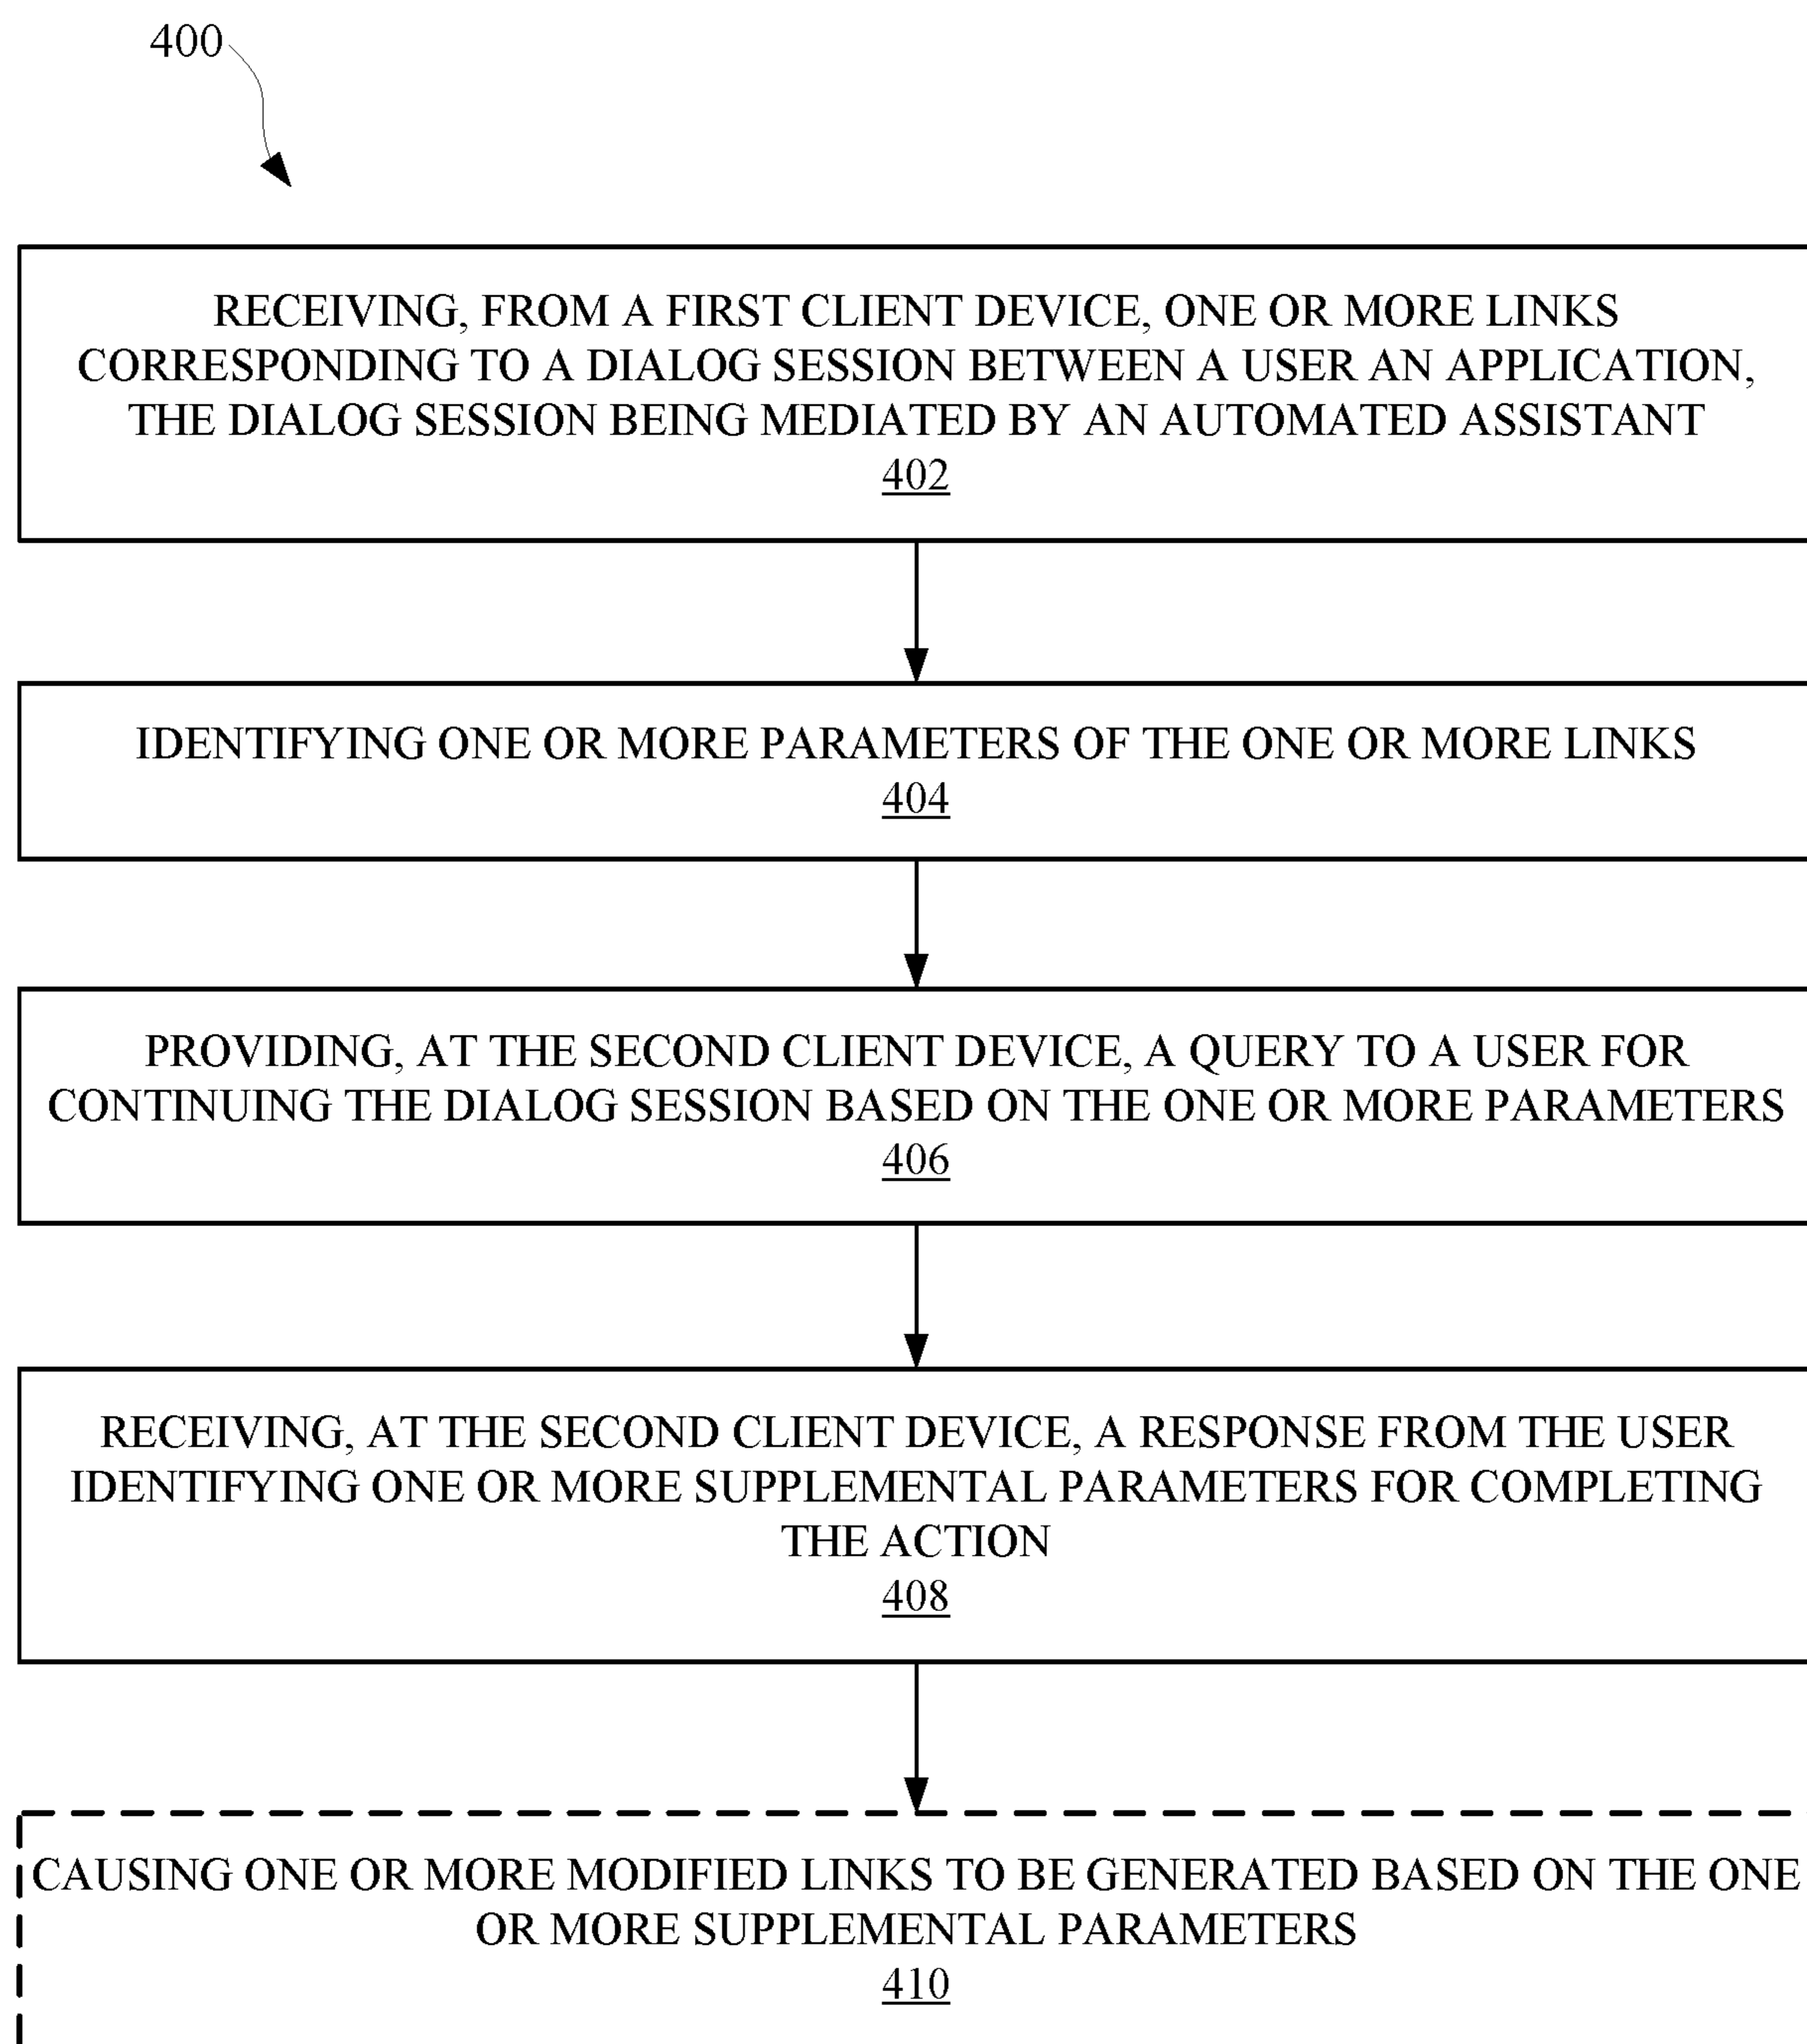 400
RECEIVING, FROM A FIRST CLIENT DEVICE, ONE OR MORE LINKS
CORRESPONDING TO A DIALOG SESSION BETWEEN A USER AN APPLICATION,
THE DIALOG SESSION BEING MEDIATED BY AN AUTOMATED ASSISTANT
402
IDENTIFYING ONE OR MORE PARAMETERS OF THE ONE OR MORE LINKS
404
PROVIDING, AT THE SECOND CLIENT DEVICE, A QUERY TO A USER FOR
CONTINUING THE DIALOG SESSION BASED ON THE ONE OR MORE PARAMETERS
406
RECEIVING, AT THE SECOND CLIENT DEVICE, A RESPONSE FROM THE USER
IDENTIFYING ONE OR MORE SUPPLEMENTAL PARAMETERS FOR COMPLETING
THE ACTION
408
CAUSING ONE OR MORE MODIFIED LINKS TO BE GENERATED BASED ON THE ONE
OR MORE SUPPLEMENTAL PARAMETERS
410